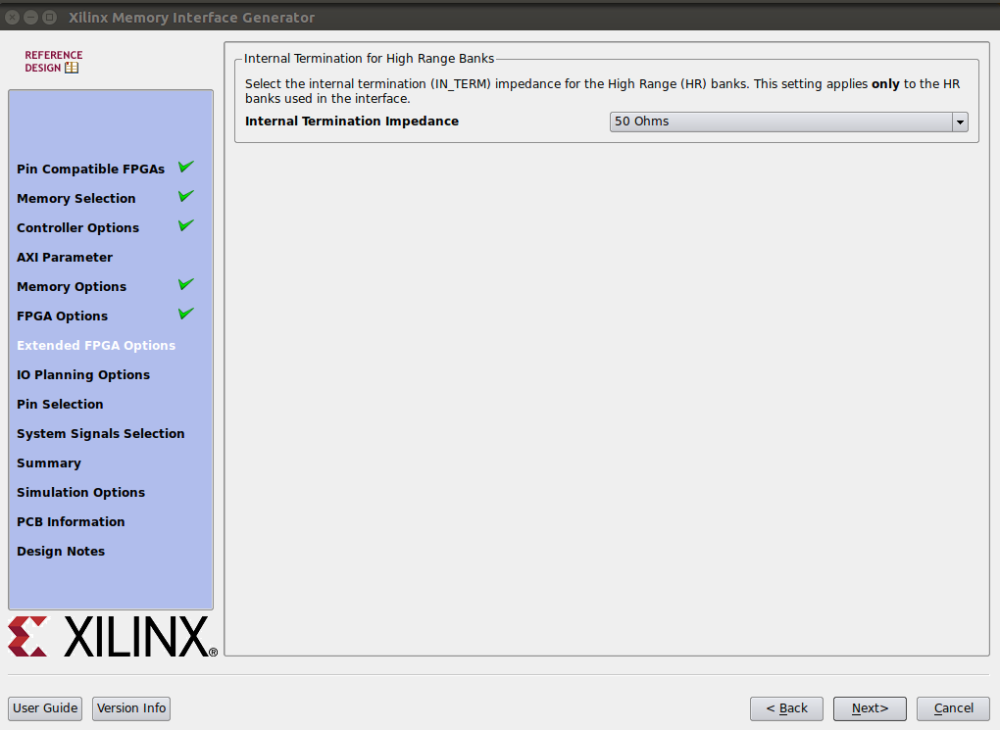 Xilinx Memory Interface Generator
REFERENCE
DESIGN
Pin Compatible FPGAs
Memory Selection
Controller Options
AXI Parameter
Memory Options
FPGA Options
Extended FPGA Options
IO Planning Options
Pin Selection
System Signals Selection
Summary
Simulation Options
PCB Information
Design Notes
XILINX®
Internal Termination for High Range Banks
Select the internal termination (IN_TERM) impedance for the High Range (HR) banks. This setting applies only to the HR
banks used in the interface.
Internal Termination Impedance
50 Ohms
User Guide
Version Info
< Back
Next>
Cancel